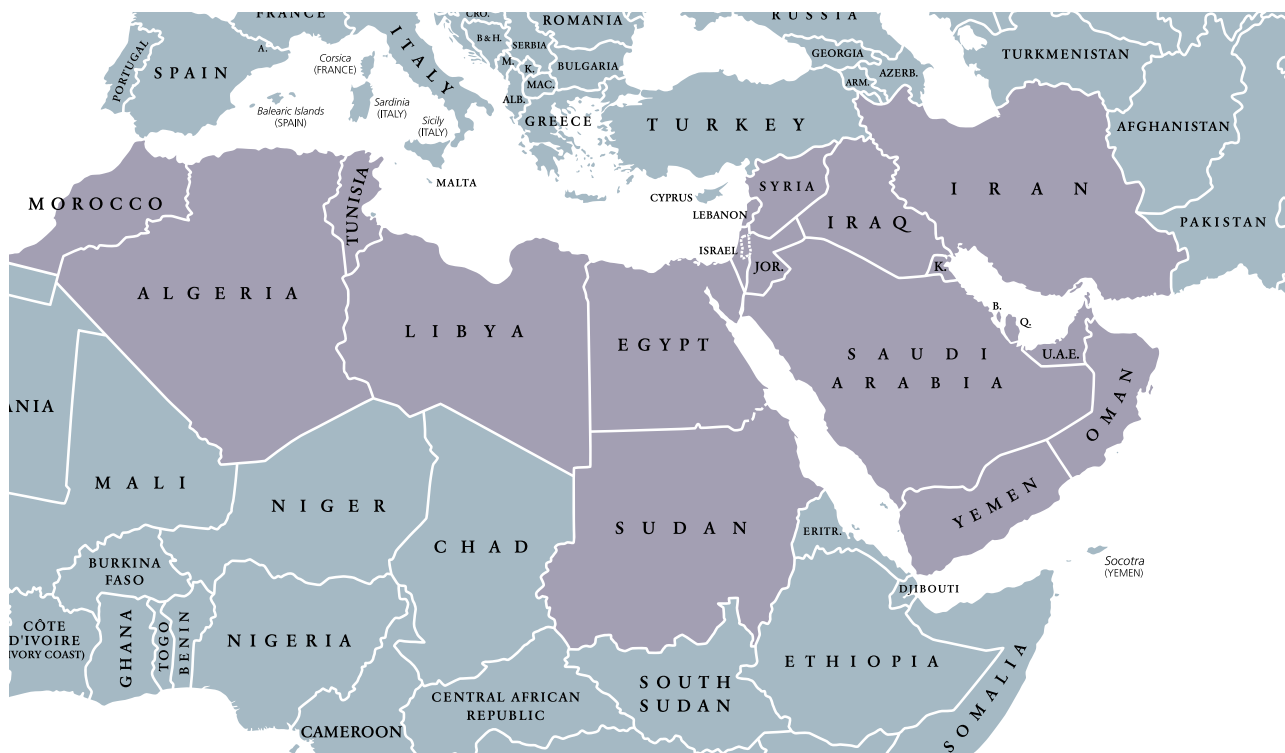 FRANCE
CRO.
ROMANIA
RUSSIA
PORTUGAL
SPAIN
A.
Corsica
(FRANCE)
ITALY
B & H.
SERBIA
M.
K.
BULGARIA
MAC.
ALB.
GREECE
GEORGIA
ARM.
AZERB.
TURKMENISTAN
Balearic Islands
(SPAIN)
Sardinia
(ITALY)
Sicily
(ITALY)
TURKEY
AFGHANISTAN
MALTA
CYPRUS
SYRIA
LEBANON
ISRAEL
JOR.
IRAQ
IRAN
PAKISTAN
MOROCCO
TUNISIA
ALGERIA
LIBYA
EGYPT
K.
B.
Q.
U.A.E.
SAUDI
ARABIA
OMAN
YEMEN
ANIA
MALI
NIGER
CHAD
SUDAN
ERITR.
Socotra
(YEMEN)
DJIBOUTI
BURKINA
FASO
CÔTE
D'IVOIRE
IVORY COAST)
GHANA
TOGO
BENIN
NIGERIA
ETHIOPIA
SOMALIA
SOUTH
SUDAN
CENTRAL AFRICAN
REPUBLIC
CAMEROON